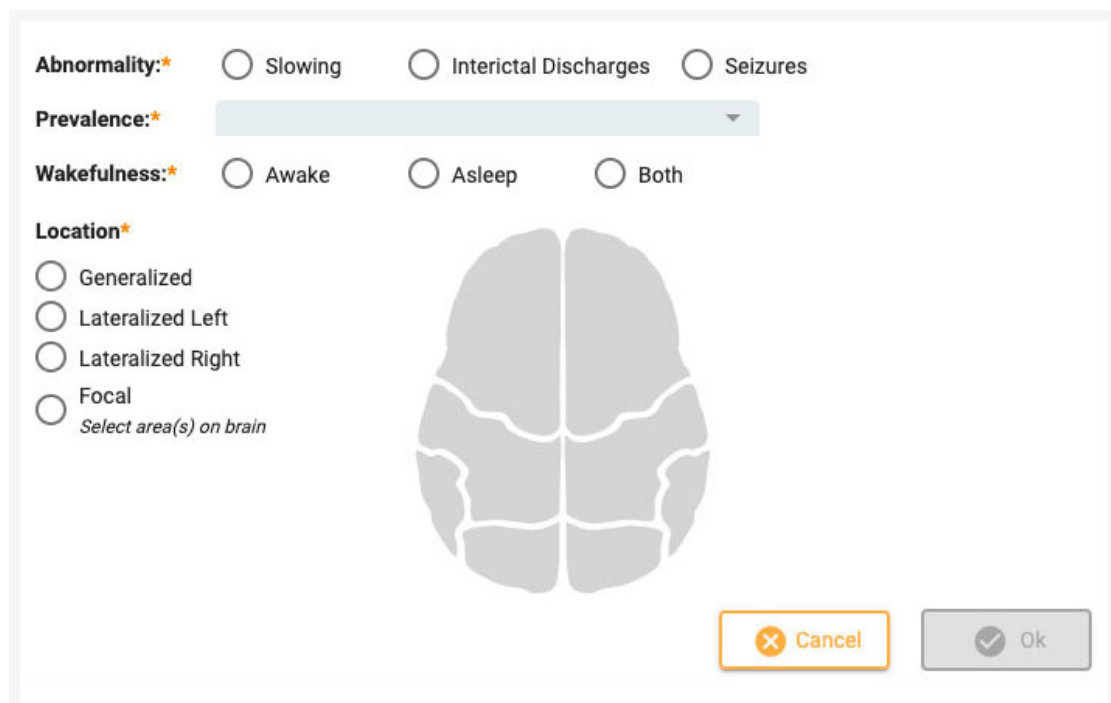 Abnormality:* Slowing Interictal Discharges Seizures
Prevalence:*
Wakefulness:* Awake Asleep Both
Location*
Generalized
Lateralized Left
Lateralized Right
Focal
Select area(s) on brain
Cancel Ok